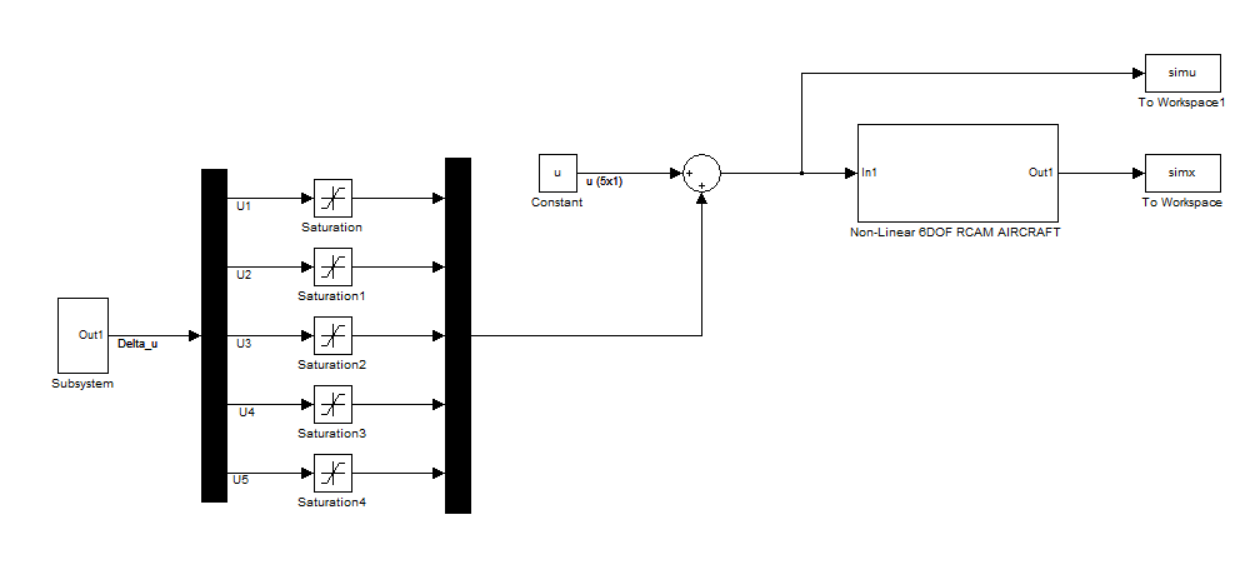 simu
To Workspace1
u
u (5x1)
Constant
+
+
In1
Out1
Non-Linear 6DOF RCAM AIRCRAFT
simx
To Workspace
U1
Saturation
U2
Saturation1
Out1
Delta_u
Subsystem
U3
Saturation2
U4
Saturation3
U5
Saturation4